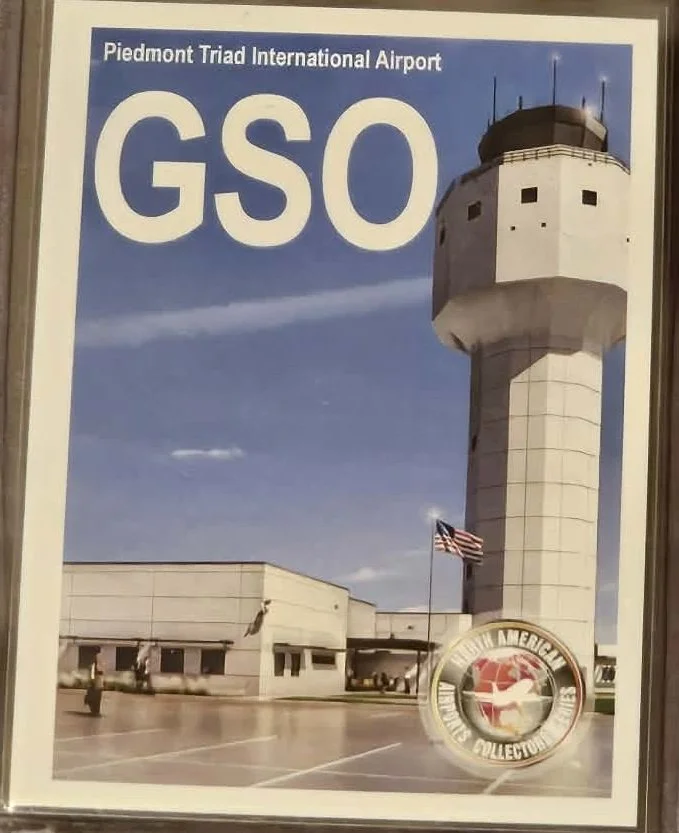 Piedmont Triad International Airport
GSO
NORTH AMERICAN
AIRPORTS COLLECTORS SERIES